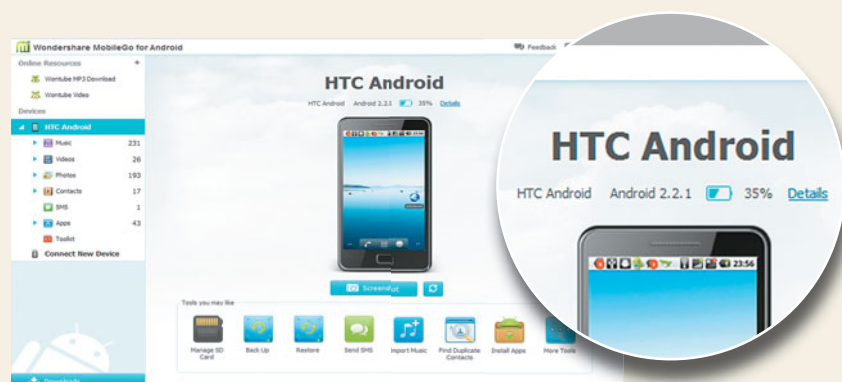 Wondershare MobileGo for Android
Feedback
Online Resources
Wontube MP3 Download
Wontube Video
Devices
HTC Android
Music 231
Videos 26
Photos 193
Contacts 17
SMS 1
Apps 43
Toolkit
Connect New Device
Downloads
HTC Android
HTC Android Android 2.2.1 35% Details
Screenshot
Tools you may like
Manage SD Card
Back Up
Restore
Send SMS
Import Music
Find Duplicate Contacts
Install Apps
More Tools
HTC Android
HTC Android Android 2.2.1 35% Details
23:56